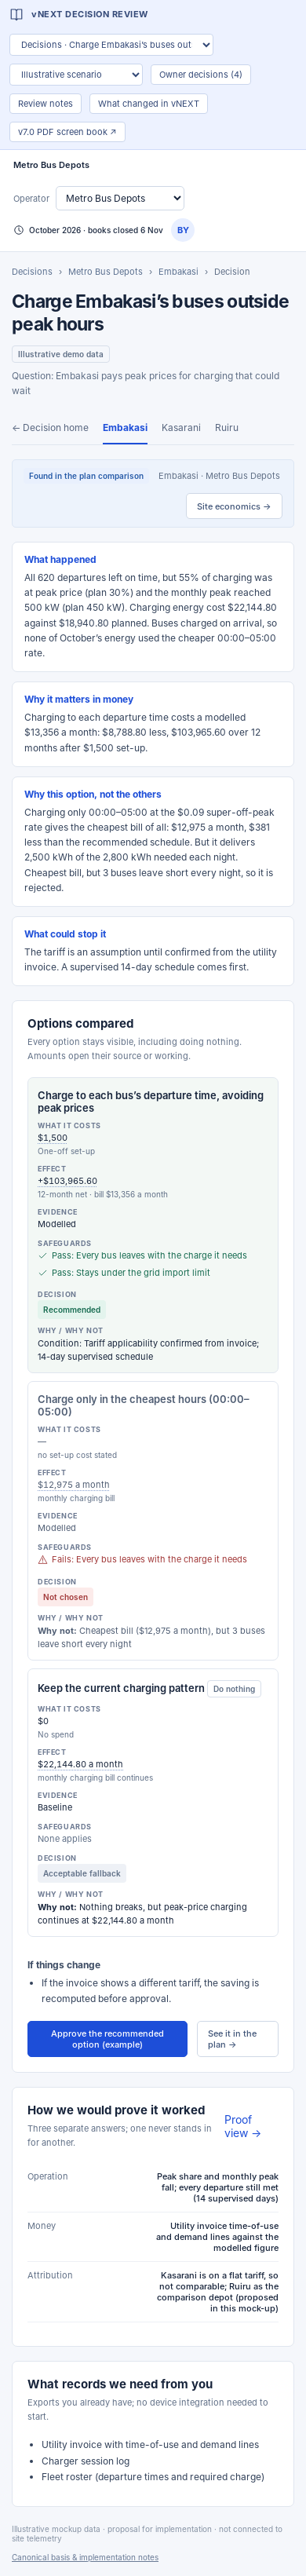 vNEXT DECISION REVIEW
Decisions · Charge Embakasi's buses out
Illustrative scenario
Owner decisions (4)
Review notes
What changed in vNEXT
v7.0 PDF screen book ↗
Metro Bus Depots
Operator
Metro Bus Depots
October 2026 · books closed 6 Nov
BY
Decisions › Metro Bus Depots › Embakasi › Decision
Charge Embakasi’s buses outside
peak hours
Illustrative demo data
Question: Embakasi pays peak prices for charging that could
wait
← Decision home
Embakasi
Kasarani
Ruiru
Found in the plan comparison
Embakasi · Metro Bus Depots
Site economics →
What happened
All 620 departures left on time, but 55% of charging was
at peak price (plan 30%) and the monthly peak reached
500 kW (plan 450 kW). Charging energy cost $22,144.80
against $18,940.80 planned. Buses charged on arrival, so
none of October’s energy used the cheaper 00:00–05:00
rate.
Why it matters in money
Charging to each departure time costs a modelled
$13,356 a month: $8,788.80 less, $103,965.60 over 12
months after $1,500 set-up.
Why this option, not the others
Charging only 00:00–05:00 at the $0.09 super-off-peak
rate gives the cheapest bill of all: $12,975 a month, $381
less than the recommended schedule. But it delivers
2,500 kWh of the 2,800 kWh needed each night.
Cheapest bill, but 3 buses leave short every night, so it is
rejected.
What could stop it
The tariff is an assumption until confirmed from the utility
invoice. A supervised 14-day schedule comes first.
Options compared
Every option stays visible, including doing nothing.
Amounts open their source or working.
Charge to each bus’s departure time, avoiding
peak prices
WHAT IT COSTS
$1,500
One-off set-up
EFFECT
+$103,965.60
12-month net · bill $13,356 a month
EVIDENCE
Modelled
SAFEGUARDS
Pass: Every bus leaves with the charge it needs
Pass: Stays under the grid import limit
DECISION
Recommended
WHY / WHY NOT
Condition: Tariff applicability confirmed from invoice;
14-day supervised schedule
Charge only in the cheapest hours (00:00–
05:00)
WHAT IT COSTS
—
no set-up cost stated
EFFECT
$12,975 a month
monthly charging bill
EVIDENCE
Modelled
SAFEGUARDS
Fails: Every bus leaves with the charge it needs
DECISION
Not chosen
WHY / WHY NOT
Why not: Cheapest bill ($12,975 a month), but 3 buses
leave short every night
Keep the current charging pattern
Do nothing
WHAT IT COSTS
$0
No spend
EFFECT
$22,144.80 a month
monthly charging bill continues
EVIDENCE
Baseline
SAFEGUARDS
None applies
DECISION
Acceptable fallback
WHY / WHY NOT
Why not: Nothing breaks, but peak-price charging
continues at $22,144.80 a month
If things change
• If the invoice shows a different tariff, the saving is
recomputed before approval.
Approve the recommended
option (example)
See it in the
plan →
How we would prove it worked
Three separate answers; one never stands in
for another.
Proof
view →
Operation
Peak share and monthly peak
fall; every departure still met
(14 supervised days)
Money
Utility invoice time-of-use
and demand lines against the
modelled figure
Attribution
Kasarani is on a flat tariff, so
not comparable; Ruiru as the
comparison depot (proposed
in this mock-up)
What records we need from you
Exports you already have; no device integration needed to
start.
• Utility invoice with time-of-use and demand lines
• Charger session log
• Fleet roster (departure times and required charge)
Illustrative mockup data · proposal for implementation · not connected to
site telemetry
Canonical basis & implementation notes